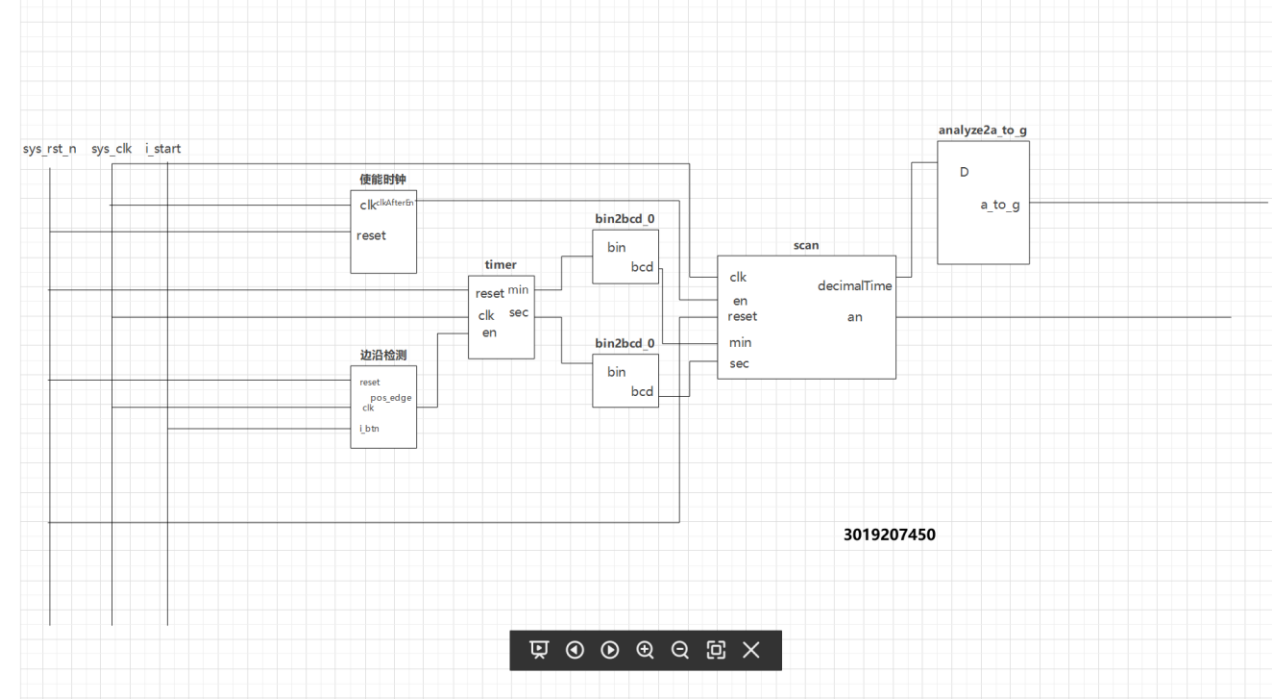 analyze2a_to_g
sys_rst_n sys_clk i_start
D
使能时钟
clk clkAfterEn
a_to_g
bin2bcd_0
reset
bin
scan
timer
bcd
clk
decimalTime
reset min
en
sec
clk
reset
an
en
bin2bcd_0
min
边沿检测
sec
bin
reset
bcd
pos_edge
clk
i_btn
3019207450